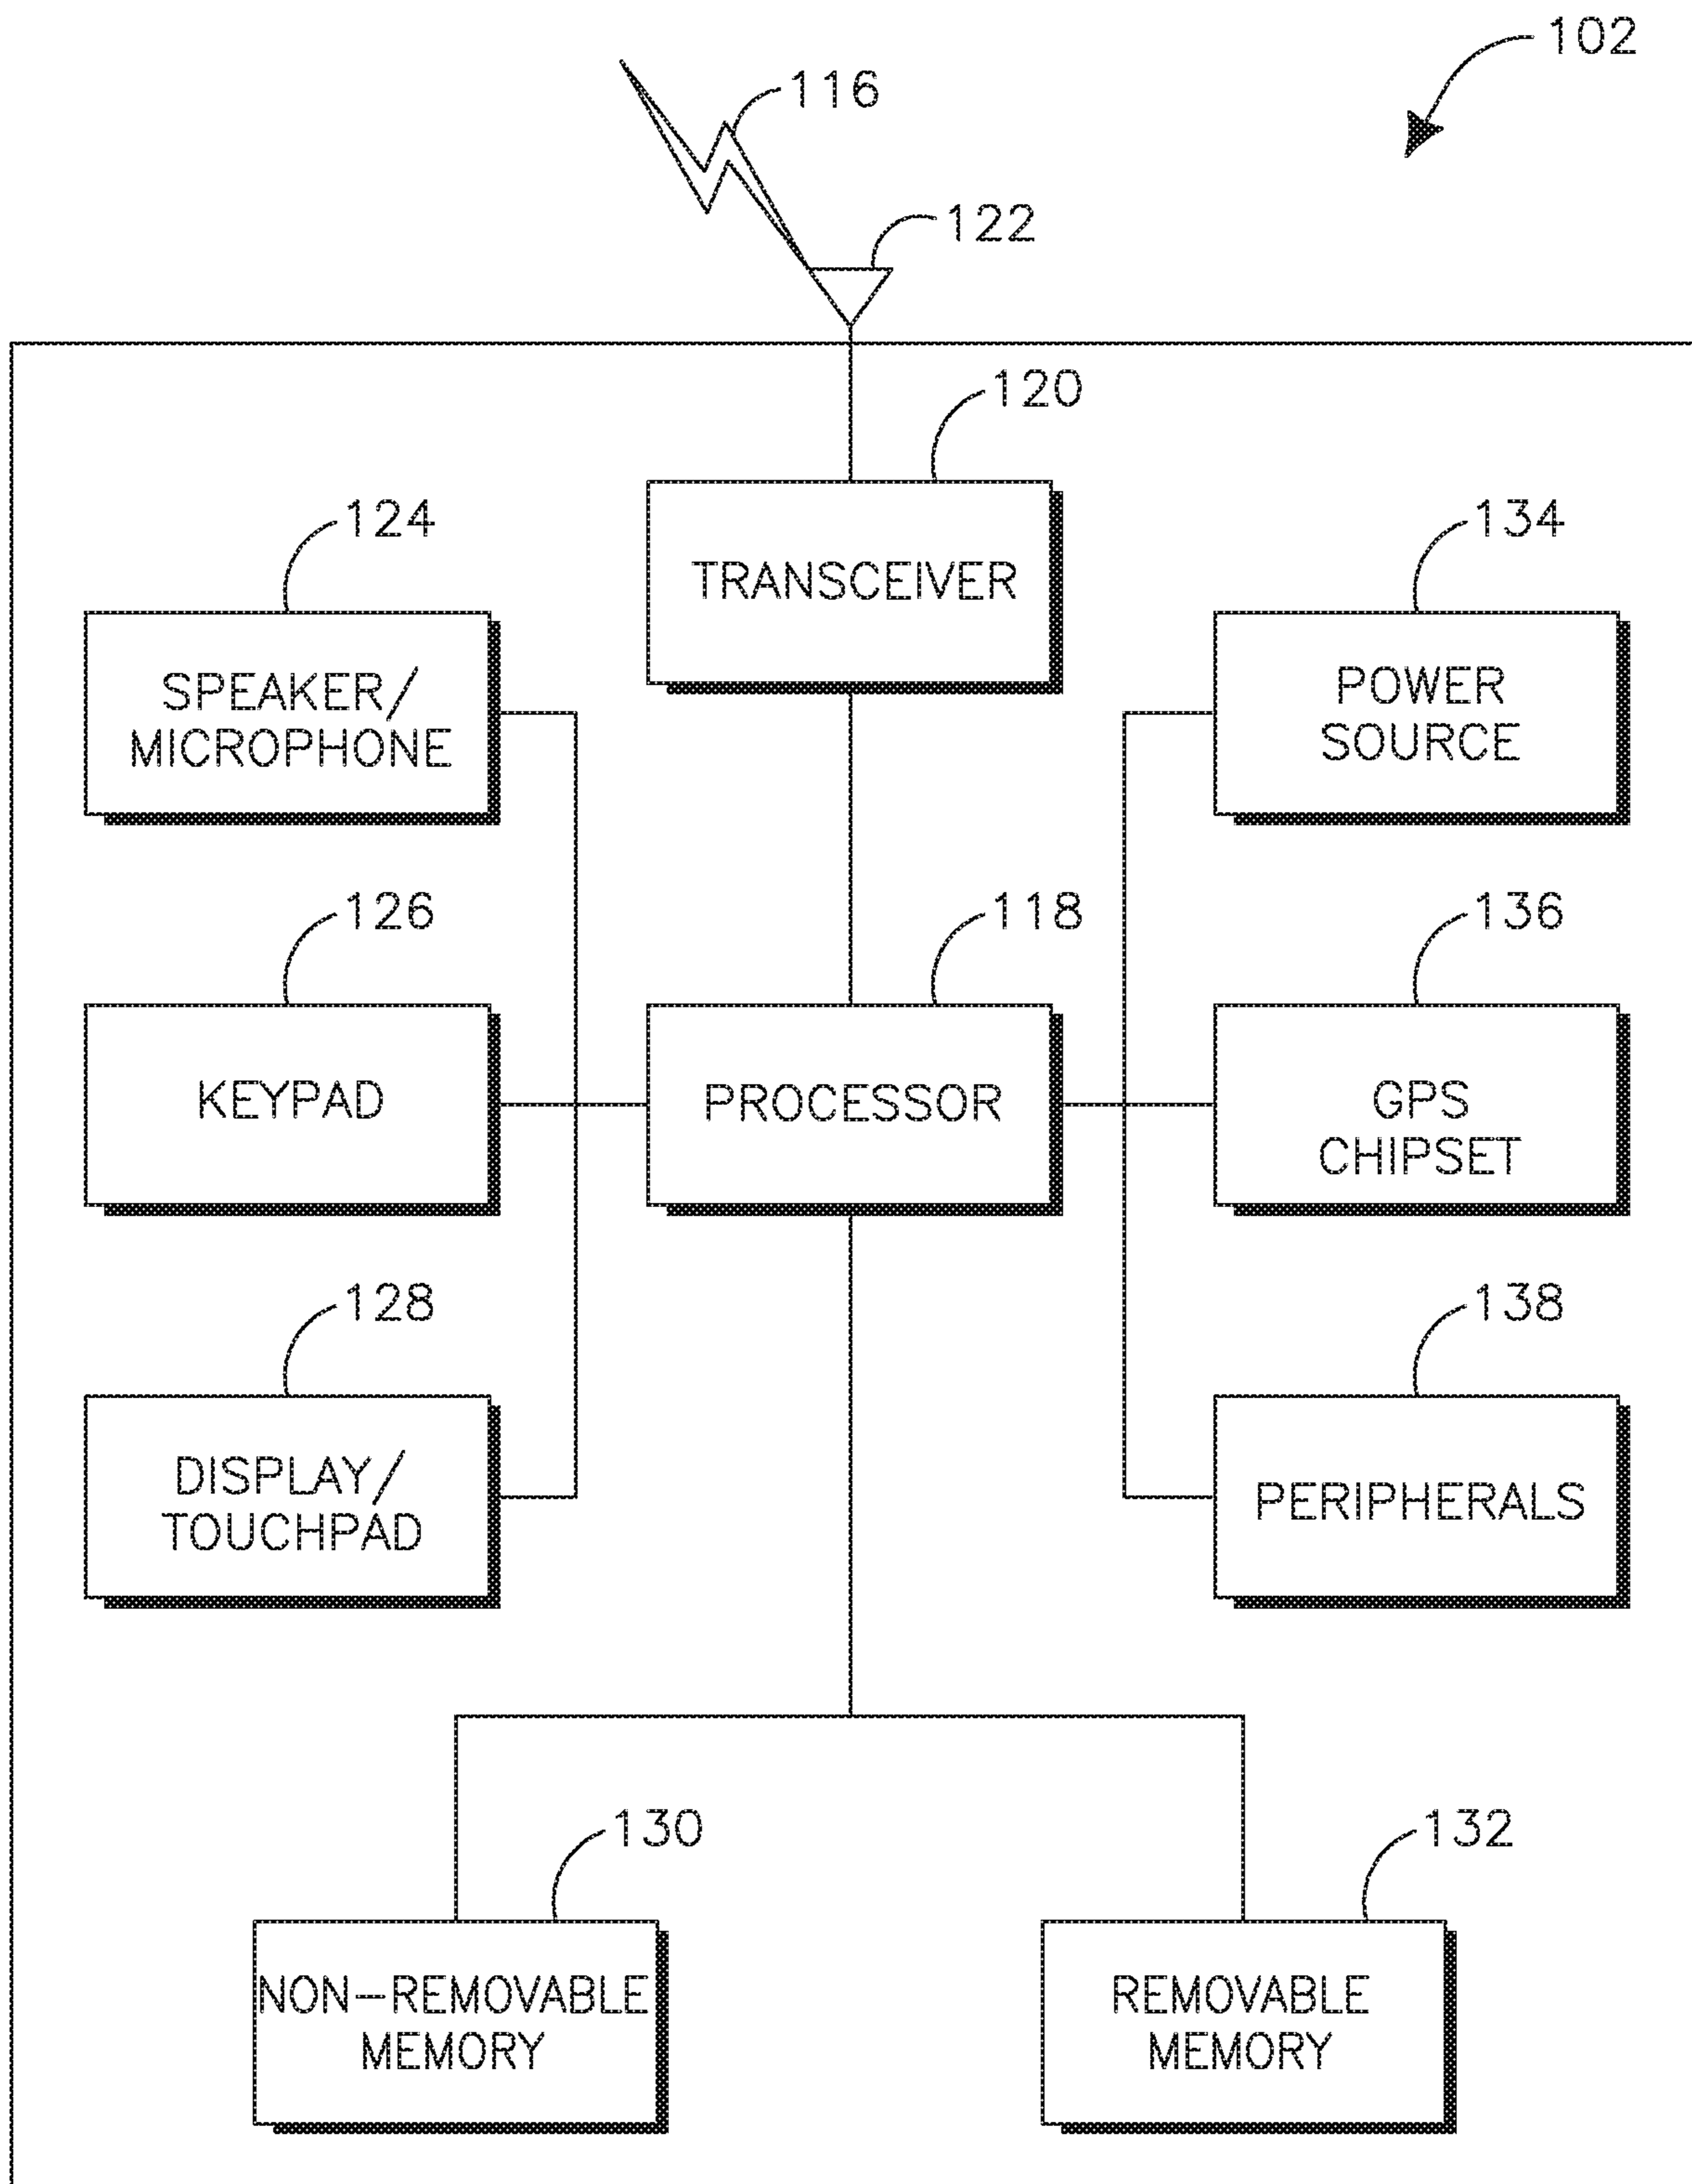 102
116
122
120
TRANSCEIVER
124
SPEAKER/
MICROPHONE
134
POWER
SOURCE
126
KEYPAD
118
PROCESSOR
136
GPS
CHIPSET
128
DISPLAY/
TOUCHPAD
138
PERIPHERALS
130
NON-REMOVABLE
MEMORY
132
REMOVABLE
MEMORY